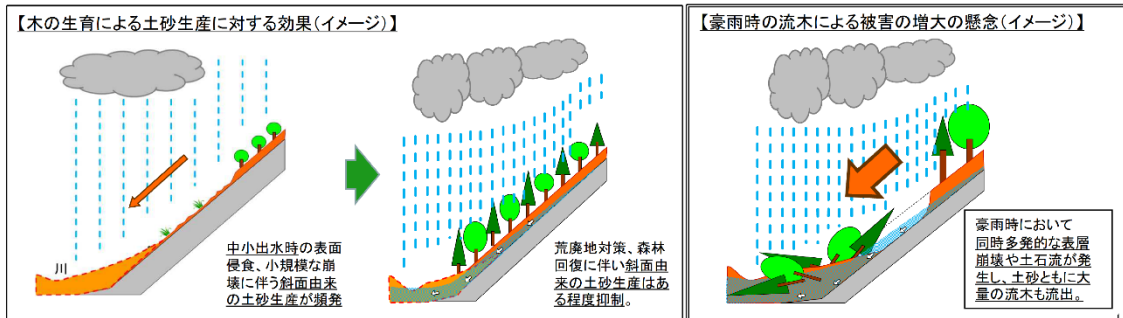 【木の生育による土砂生産に対する効果(イメージ)】
川
中小出水時の表面
侵食、小規模な崩
壊に伴う斜面由来
の土砂生産が頻発
荒廃地対策、森林
回復に伴い斜面由
来の土砂生産はあ
る程度抑制。
【豪雨時の流木による被害の増大の懸念(イメージ)】
豪雨時において
同時多発的な表層
崩壊や土石流が発
生し、土砂ともに大
量の流木も流出。